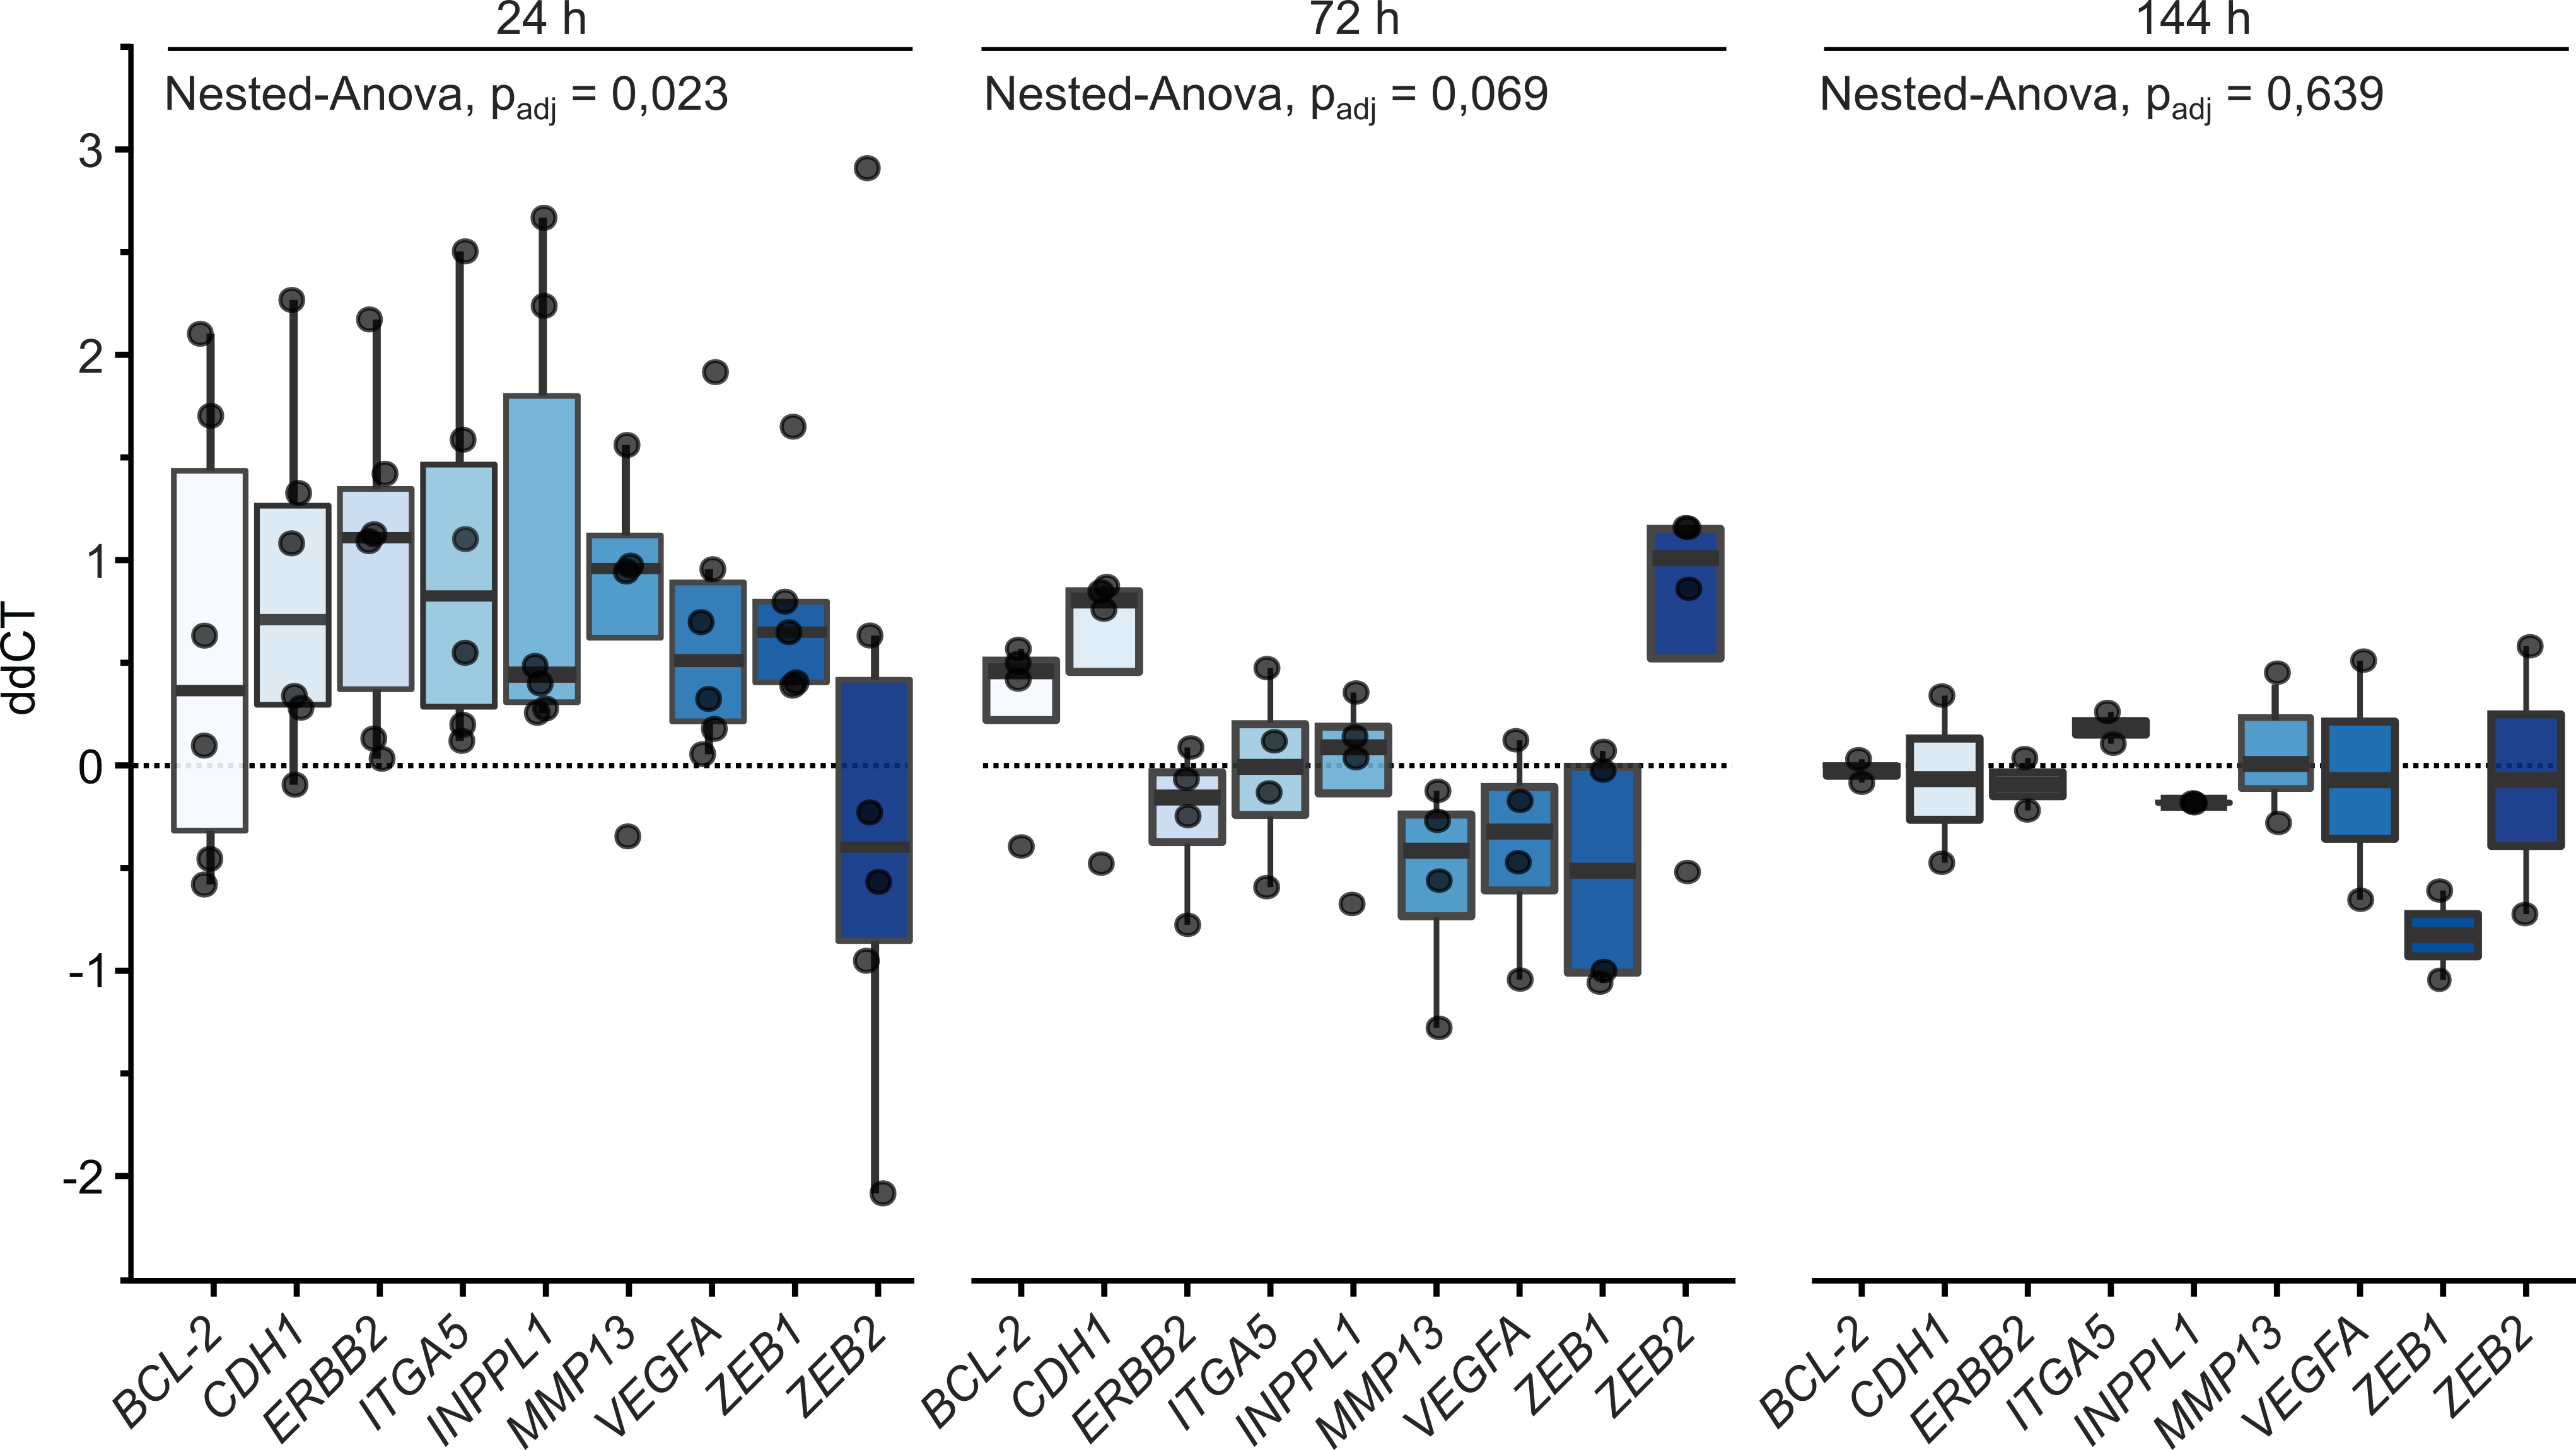 24 h
72 h
144 h
Nested-Anova, padj = 0,023
Nested-Anova, padj = 0,069
Nested-Anova, padj = 0,639
ddCT
3
2
1
0
-1
-2
BCL-2
CDH1
ERBB2
ITGA5
INPPL1
MMP13
VEGFA
ZEB1
ZEB2
BCL-2
CDH1
ERBB2
ITGA5
INPPL1
MMP13
VEGFA
ZEB1
ZEB2
BCL-2
CDH1
ERBB2
ITGA5
INPPL1
MMP13
VEGFA
ZEB1
ZEB2